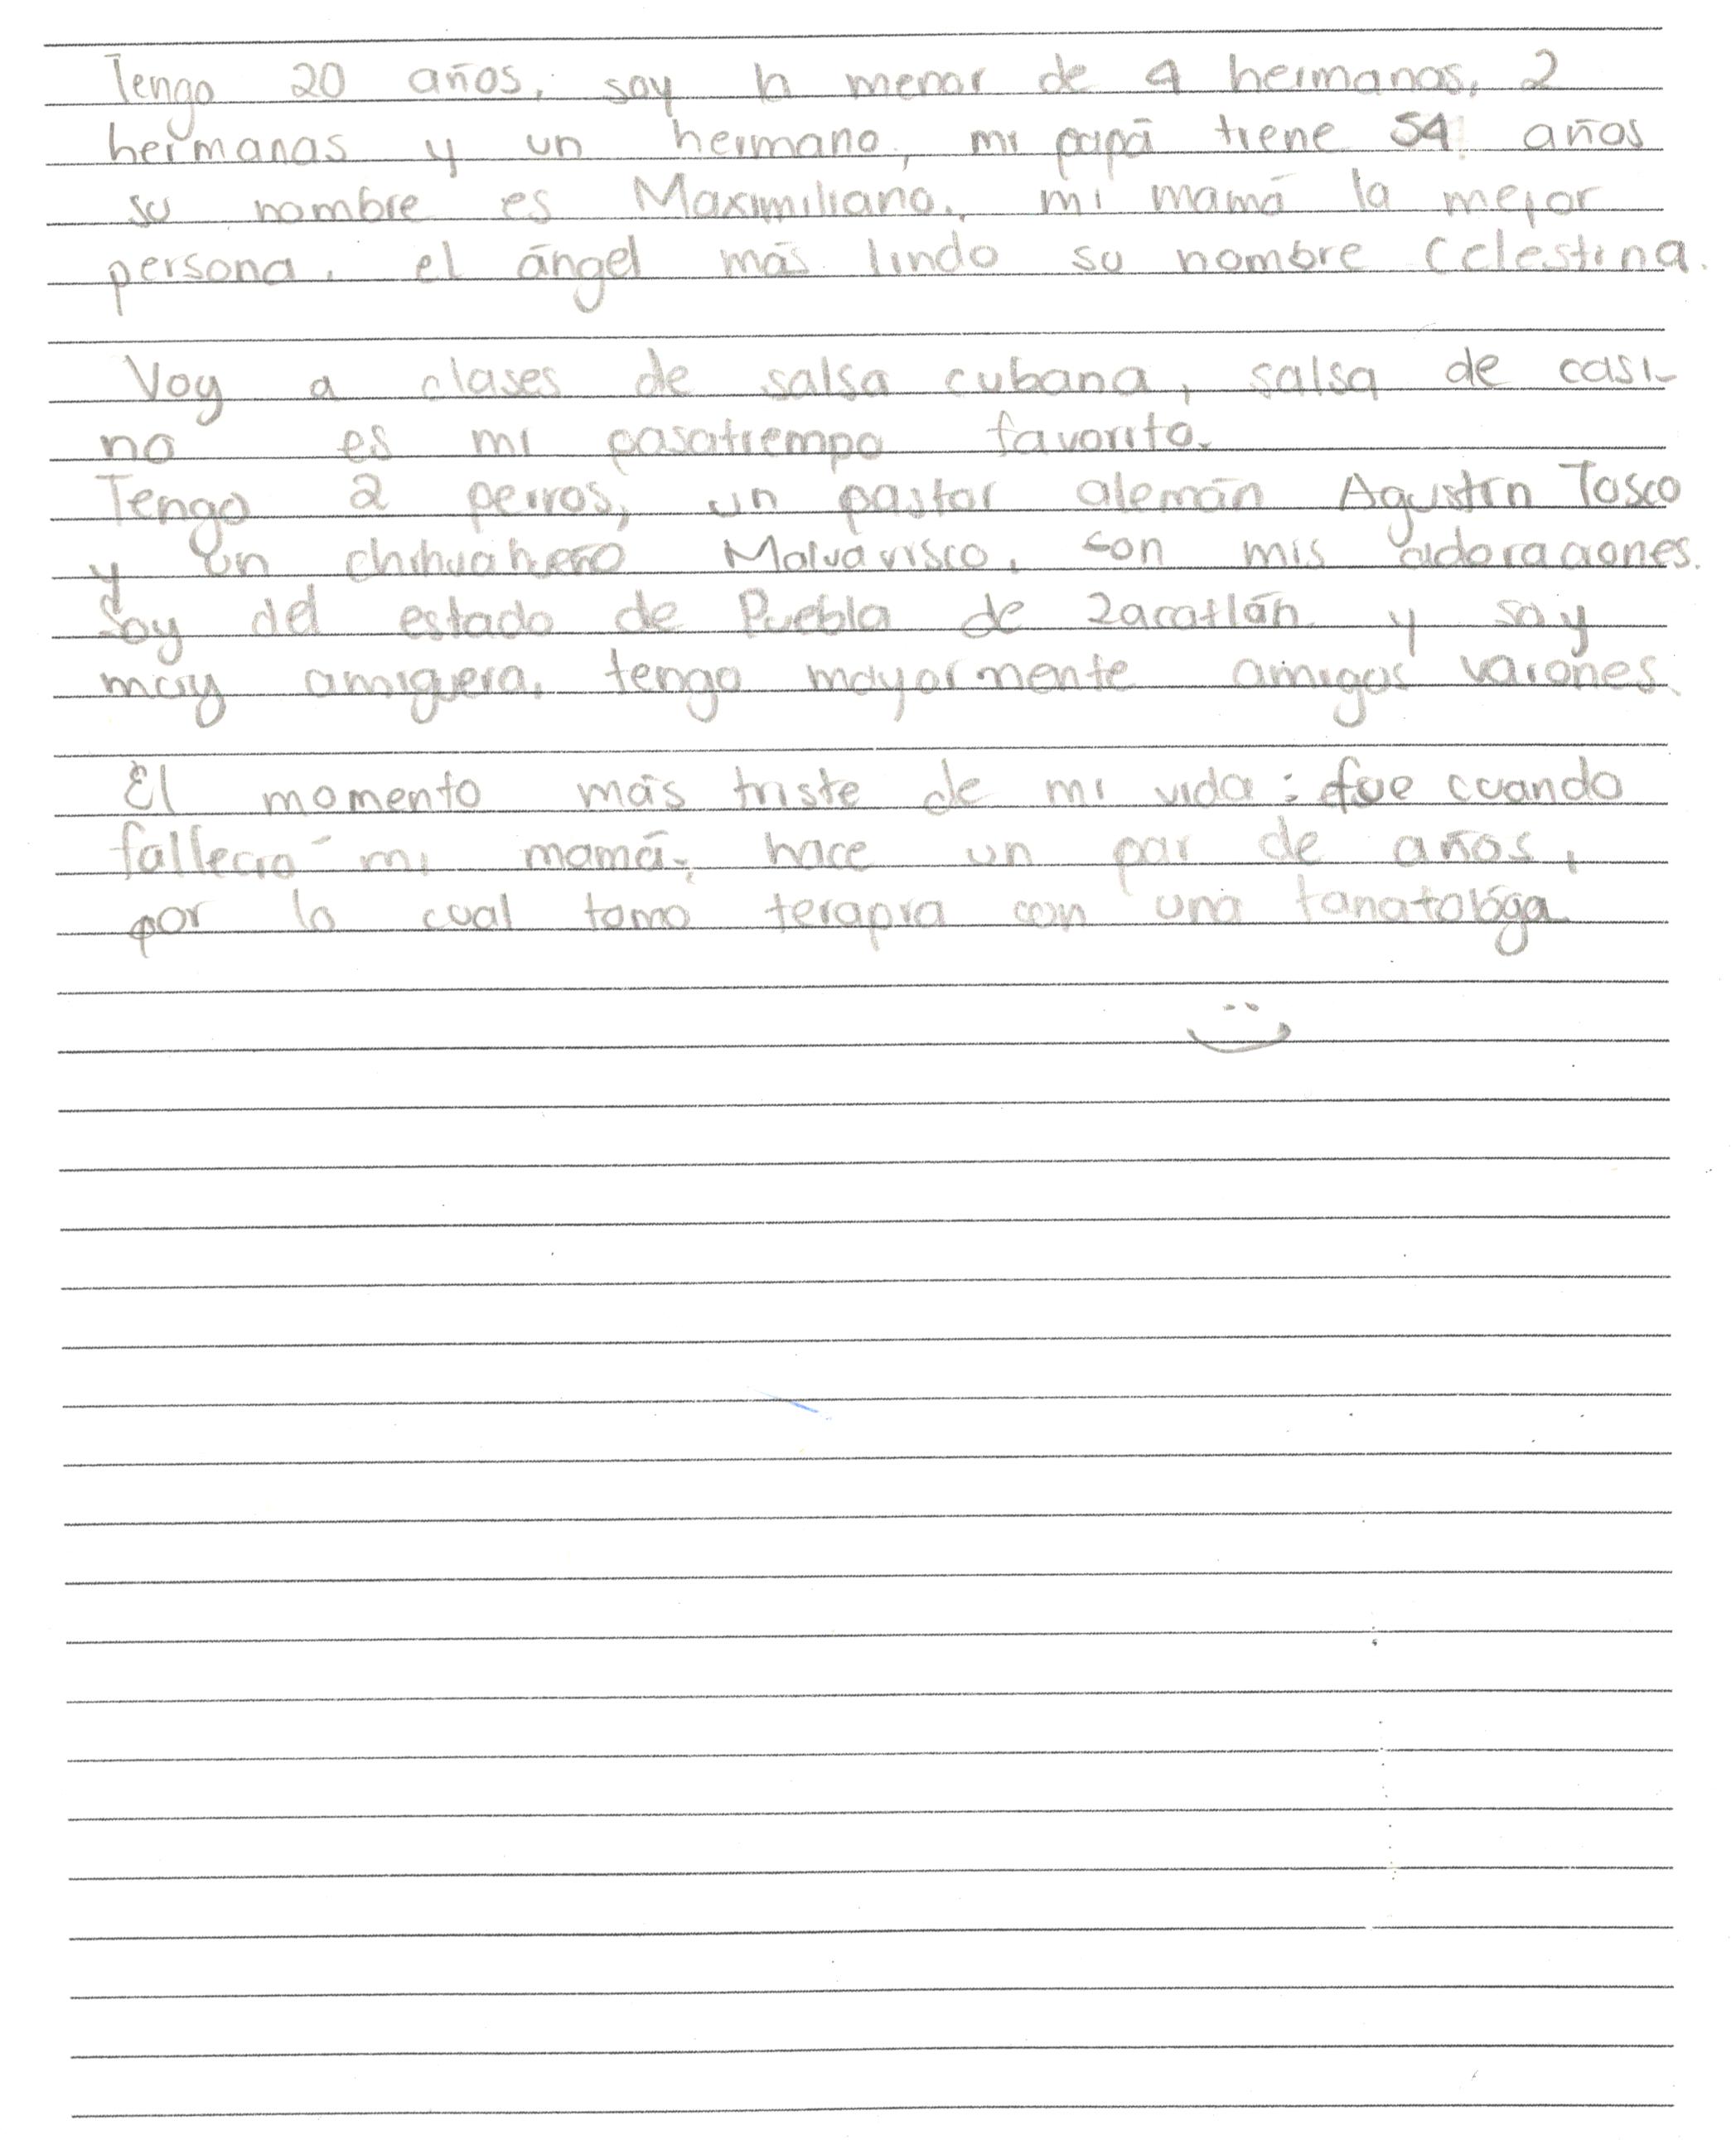 Tengo 20 años, soy la menor de 4 hermanos, 2
hermanas y un hermano, mi papá tiene 54 años
su nombre es Maximiliano, mi mamá la mejor
persona, el ángel más lindo su nombre Celestina.
Voy a clases de salsa cubana, salsa de casi-
no es mi pasatiempo favorito.
Tengo 2 perros, un pastor alemán Agustín Tosco
y un chihuahueño Malvavisco, son mis adoraciones.
Soy del estado de Puebla de Zacatlán y soy
muy amiguera, tengo mayormente amigos varones.
El momento más triste de mi vida: fue cuando
falleció mi mamá, hace un par de años,
por lo cual tomo terapia con una tanatológa